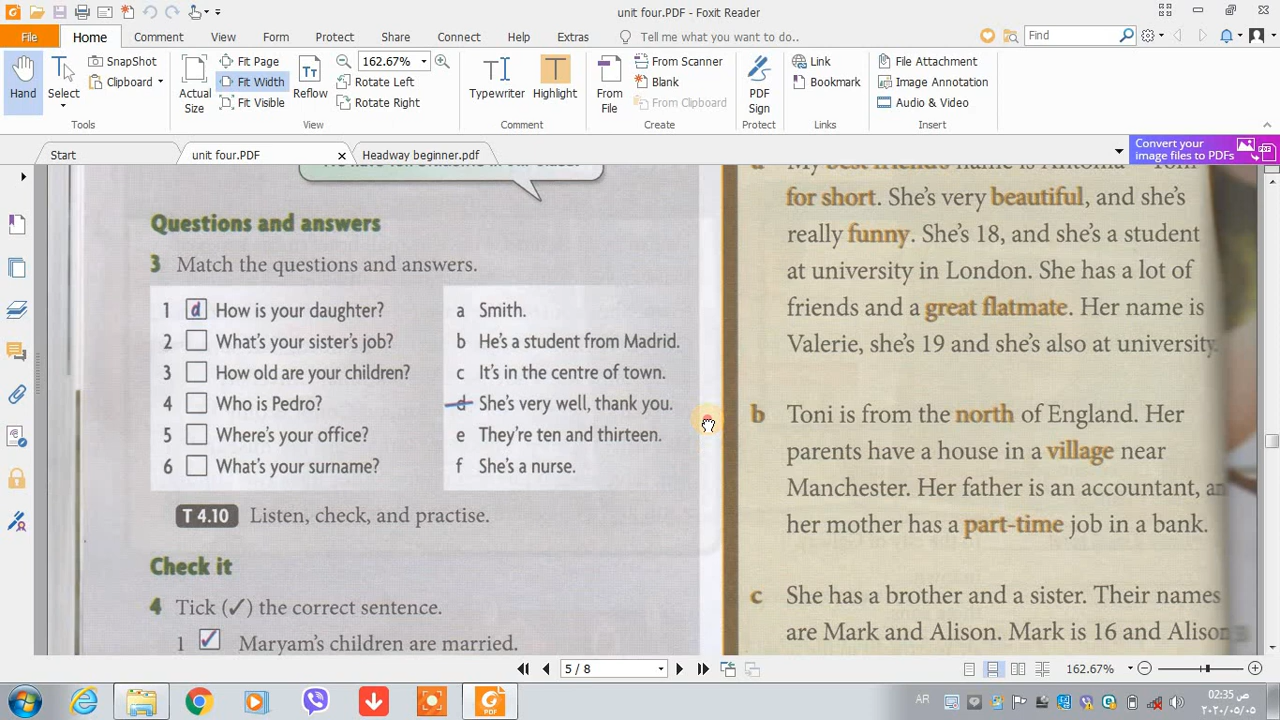 unit four.PDF - Foxit Reader
File
Home
Comment
View
Form
Protect
Share
Connect
Help
Extras
Tell me what you want to do..
Find
Hand
Select
SnapShot
Clipboard
Tools
Actual Size
Fit Page
Fit Width
Fit Visible
Reflow
162.67%
Rotate Left
Rotate Right
View
Typewriter
Highlight
Comment
From File
From Scanner
Blank
From Clipboard
Create
PDF Sign
Protect
Link
Bookmark
Links
File Attachment
Image Annotation
Audio & Video
Insert
Start
unit four.PDF
Headway beginner.pdf
Convert your image files to PDFs
Questions and answers
3 Match the questions and answers.
1 d How is your daughter?
2 What's your sister's job?
3 How old are your children?
4 Who is Pedro?
5 Where's your office?
6 What's your surname?
a Smith.
b He's a student from Madrid.
c It's in the centre of town.
d She's very well, thank you.
e They're ten and thirteen.
f She's a nurse.
T 4.10 Listen, check, and practise.
Check it
4 Tick (✓) the correct sentence.
1 ✓ Maryam's children are married.
for short. She's very beautiful, and she's
really funny. She's 18, and she's a student
at university in London. She has a lot of
friends and a great flatmate. Her name is
Valerie, she's 19 and she's also at university.
b Toni is from the north of England. Her
parents have a house in a village near
Manchester. Her father is an accountant,
her mother has a part-time job in a bank.
c She has a brother and a sister. Their names
are Mark and Alison. Mark is 16 and Alison
5 / 8
162.67%
PDF
AR
02:35 ص
٢٠٢٠/٠٥/٠٥